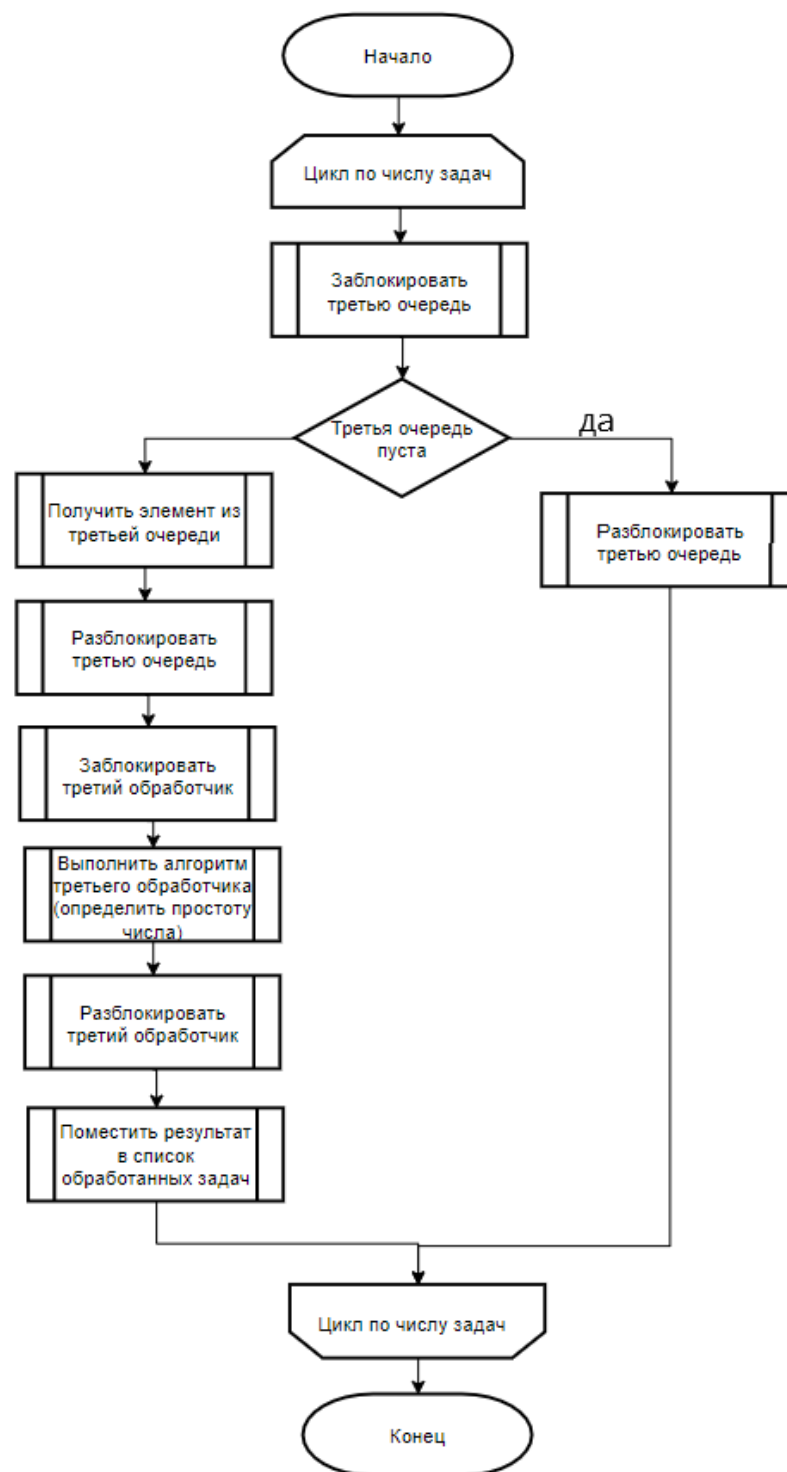 Начало
Цикл по числу задач
Заблокировать
третью очередь
Третья очередь
пуста
да
Получить элемент из
третьей очереди
Разблокировать
третью очередь
Разблокировать
третью очередь
Заблокировать
третий обработчик
Выполнить алгоритм
третьего обработчика
(определить простоту
числа)
Разблокировать
третий обработчик
Поместить результат
в список
обработанных задач
Цикл по числу задач
Конец